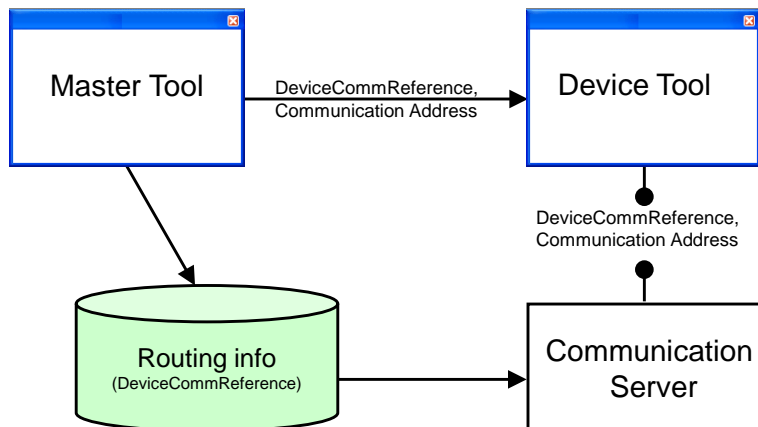 Master Tool
DeviceCommReference,
Communication Address
Device Tool
DeviceCommReference,
Communication Address
Routing info
(DeviceCommReference)
Communication
Server